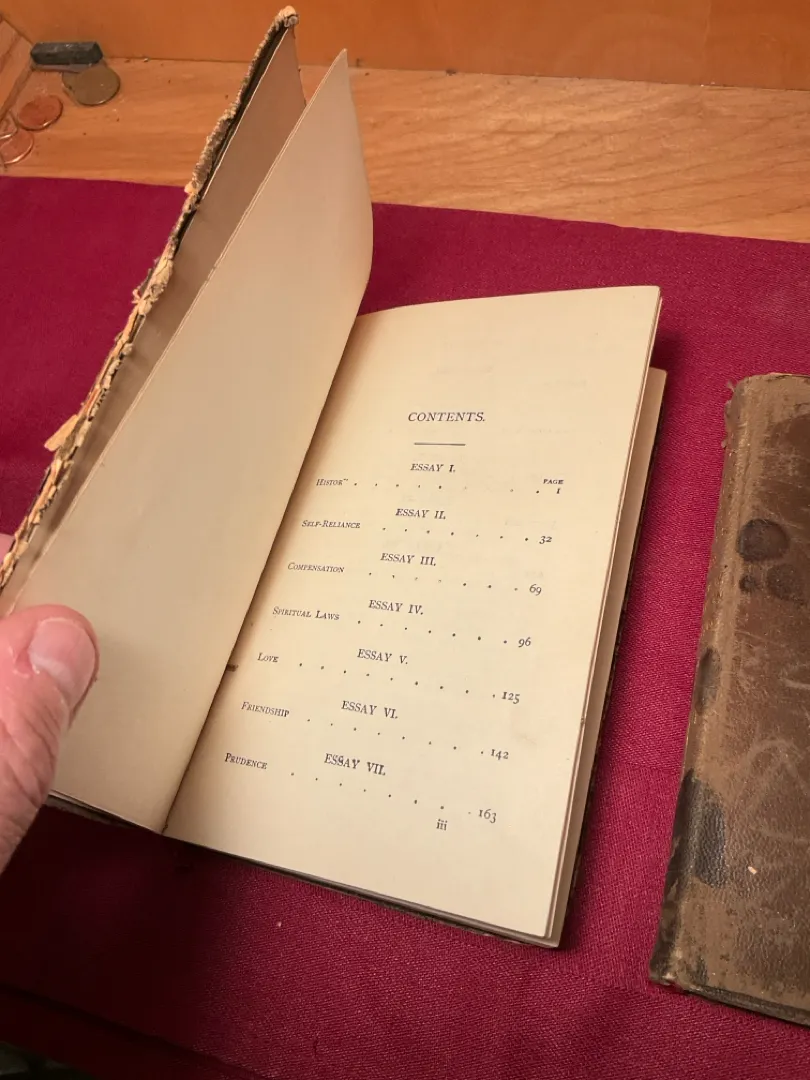 CONTENTS.
ESSAY I.
PAGE
HISTORY . . . . . . . 1
ESSAY II.
SELF-RELIANCE . . . . . . . 32
ESSAY III.
COMPENSATION . . . . . . . 69
ESSAY IV.
SPIRITUAL LAWS . . . . . . . 96
ESSAY V.
LOVE . . . . . . . . . 125
ESSAY VI.
FRIENDSHIP . . . . . . . . 142
ESSAY VII.
PRUDENCE . . . . . . . . 163
iii